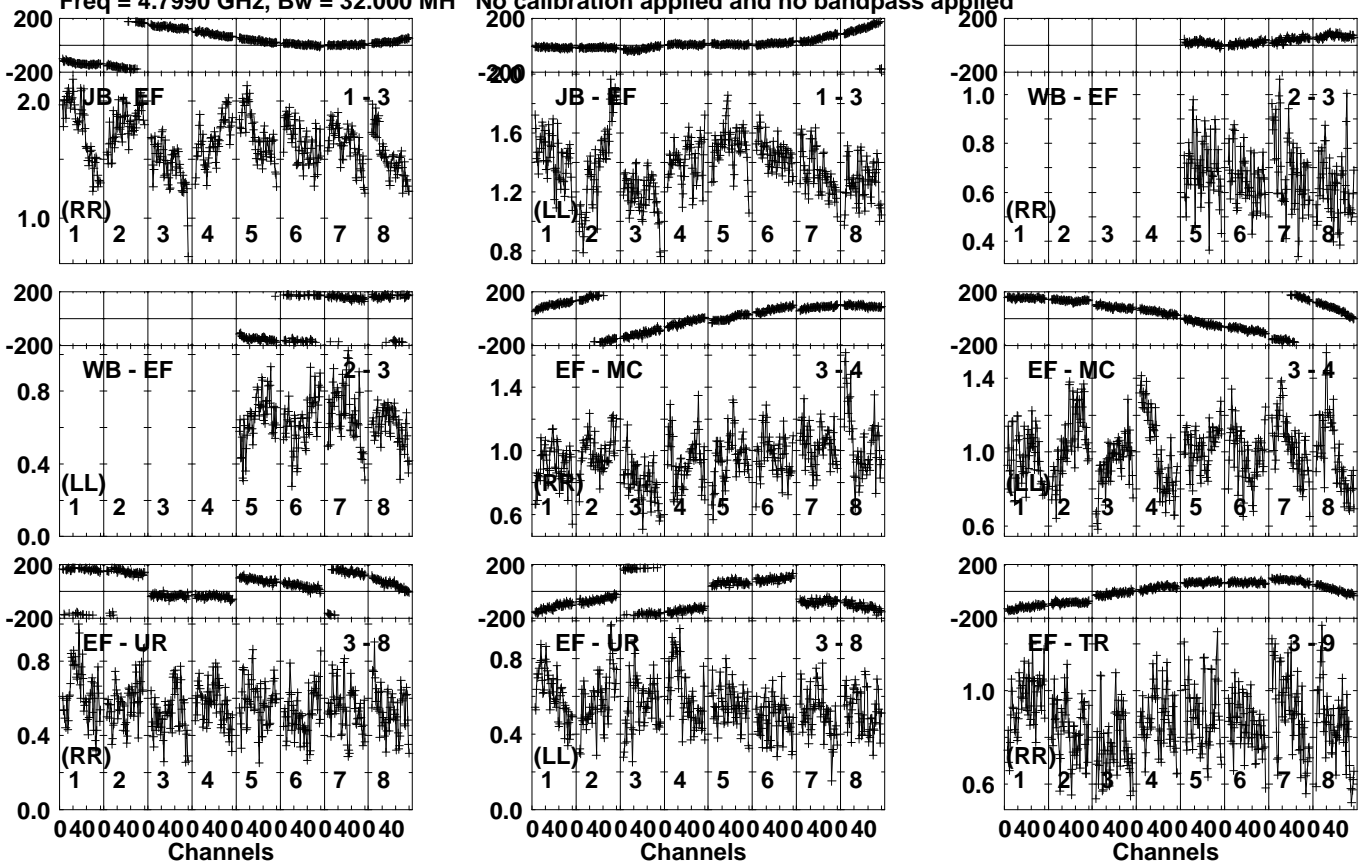 Freq = 4.7990 GHz, Bw = 32.000 MH No calibration applied and no bandpass applied
200
-200
2.0
1.0
JB - EF 1 - 3
(RR)
1 2 3 4 5 6 7 8
200
-200
2.0
1.6
1.2
0.8
JB - EF 1 - 3
(LL)
1 2 3 4 5 6 7 8
200
-200
1.0
0.8
0.6
0.4
WB - EF 2 - 3
(RR)
1 2 3 4 5 6 7 8
200
-200
0.8
0.4
0.0
WB - EF 2 - 3
(LL)
1 2 3 4 5 6 7 8
200
-200
1.4
1.0
0.6
EF - MC 3 - 4
(RR)
1 2 3 4 5 6 7 8
200
-200
1.4
1.0
0.6
EF - MC 3 - 4
(LL)
1 2 3 4 5 6 7 8
200
-200
0.8
0.4
0.0
EF - UR 3 - 8
(RR)
1 2 3 4 5 6 7 8
0 40 0 40 0 40 0 40 0 40 0 40 0 40 0 40
Channels
200
-200
0.8
0.4
0.0
EF - UR 3 - 8
(LL)
1 2 3 4 5 6 7 8
0 40 0 40 0 40 0 40 0 40 0 40 0 40 0 40
Channels
200
-200
1.0
0.6
EF - TR 3 - 9
(RR)
1 2 3 4 5 6 7 8
0 40 0 40 0 40 0 40 0 40 0 40 0 40 0 40
Channels